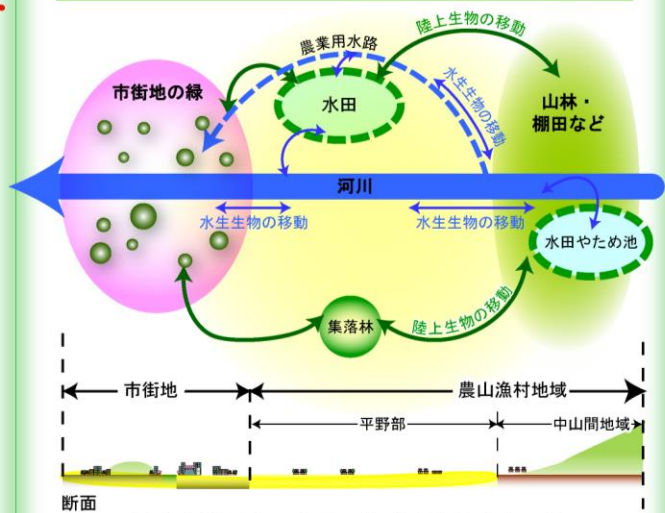 陸上生物の移動
農業用水路
水生生物の移動
市街地の緑
水田
山林・
棚田など
河川
水生生物の移動
水生生物の移動
水田やため池
集落林
陸上生物の移動
市街地
農山漁村地域
平野部
中山間地域
断面